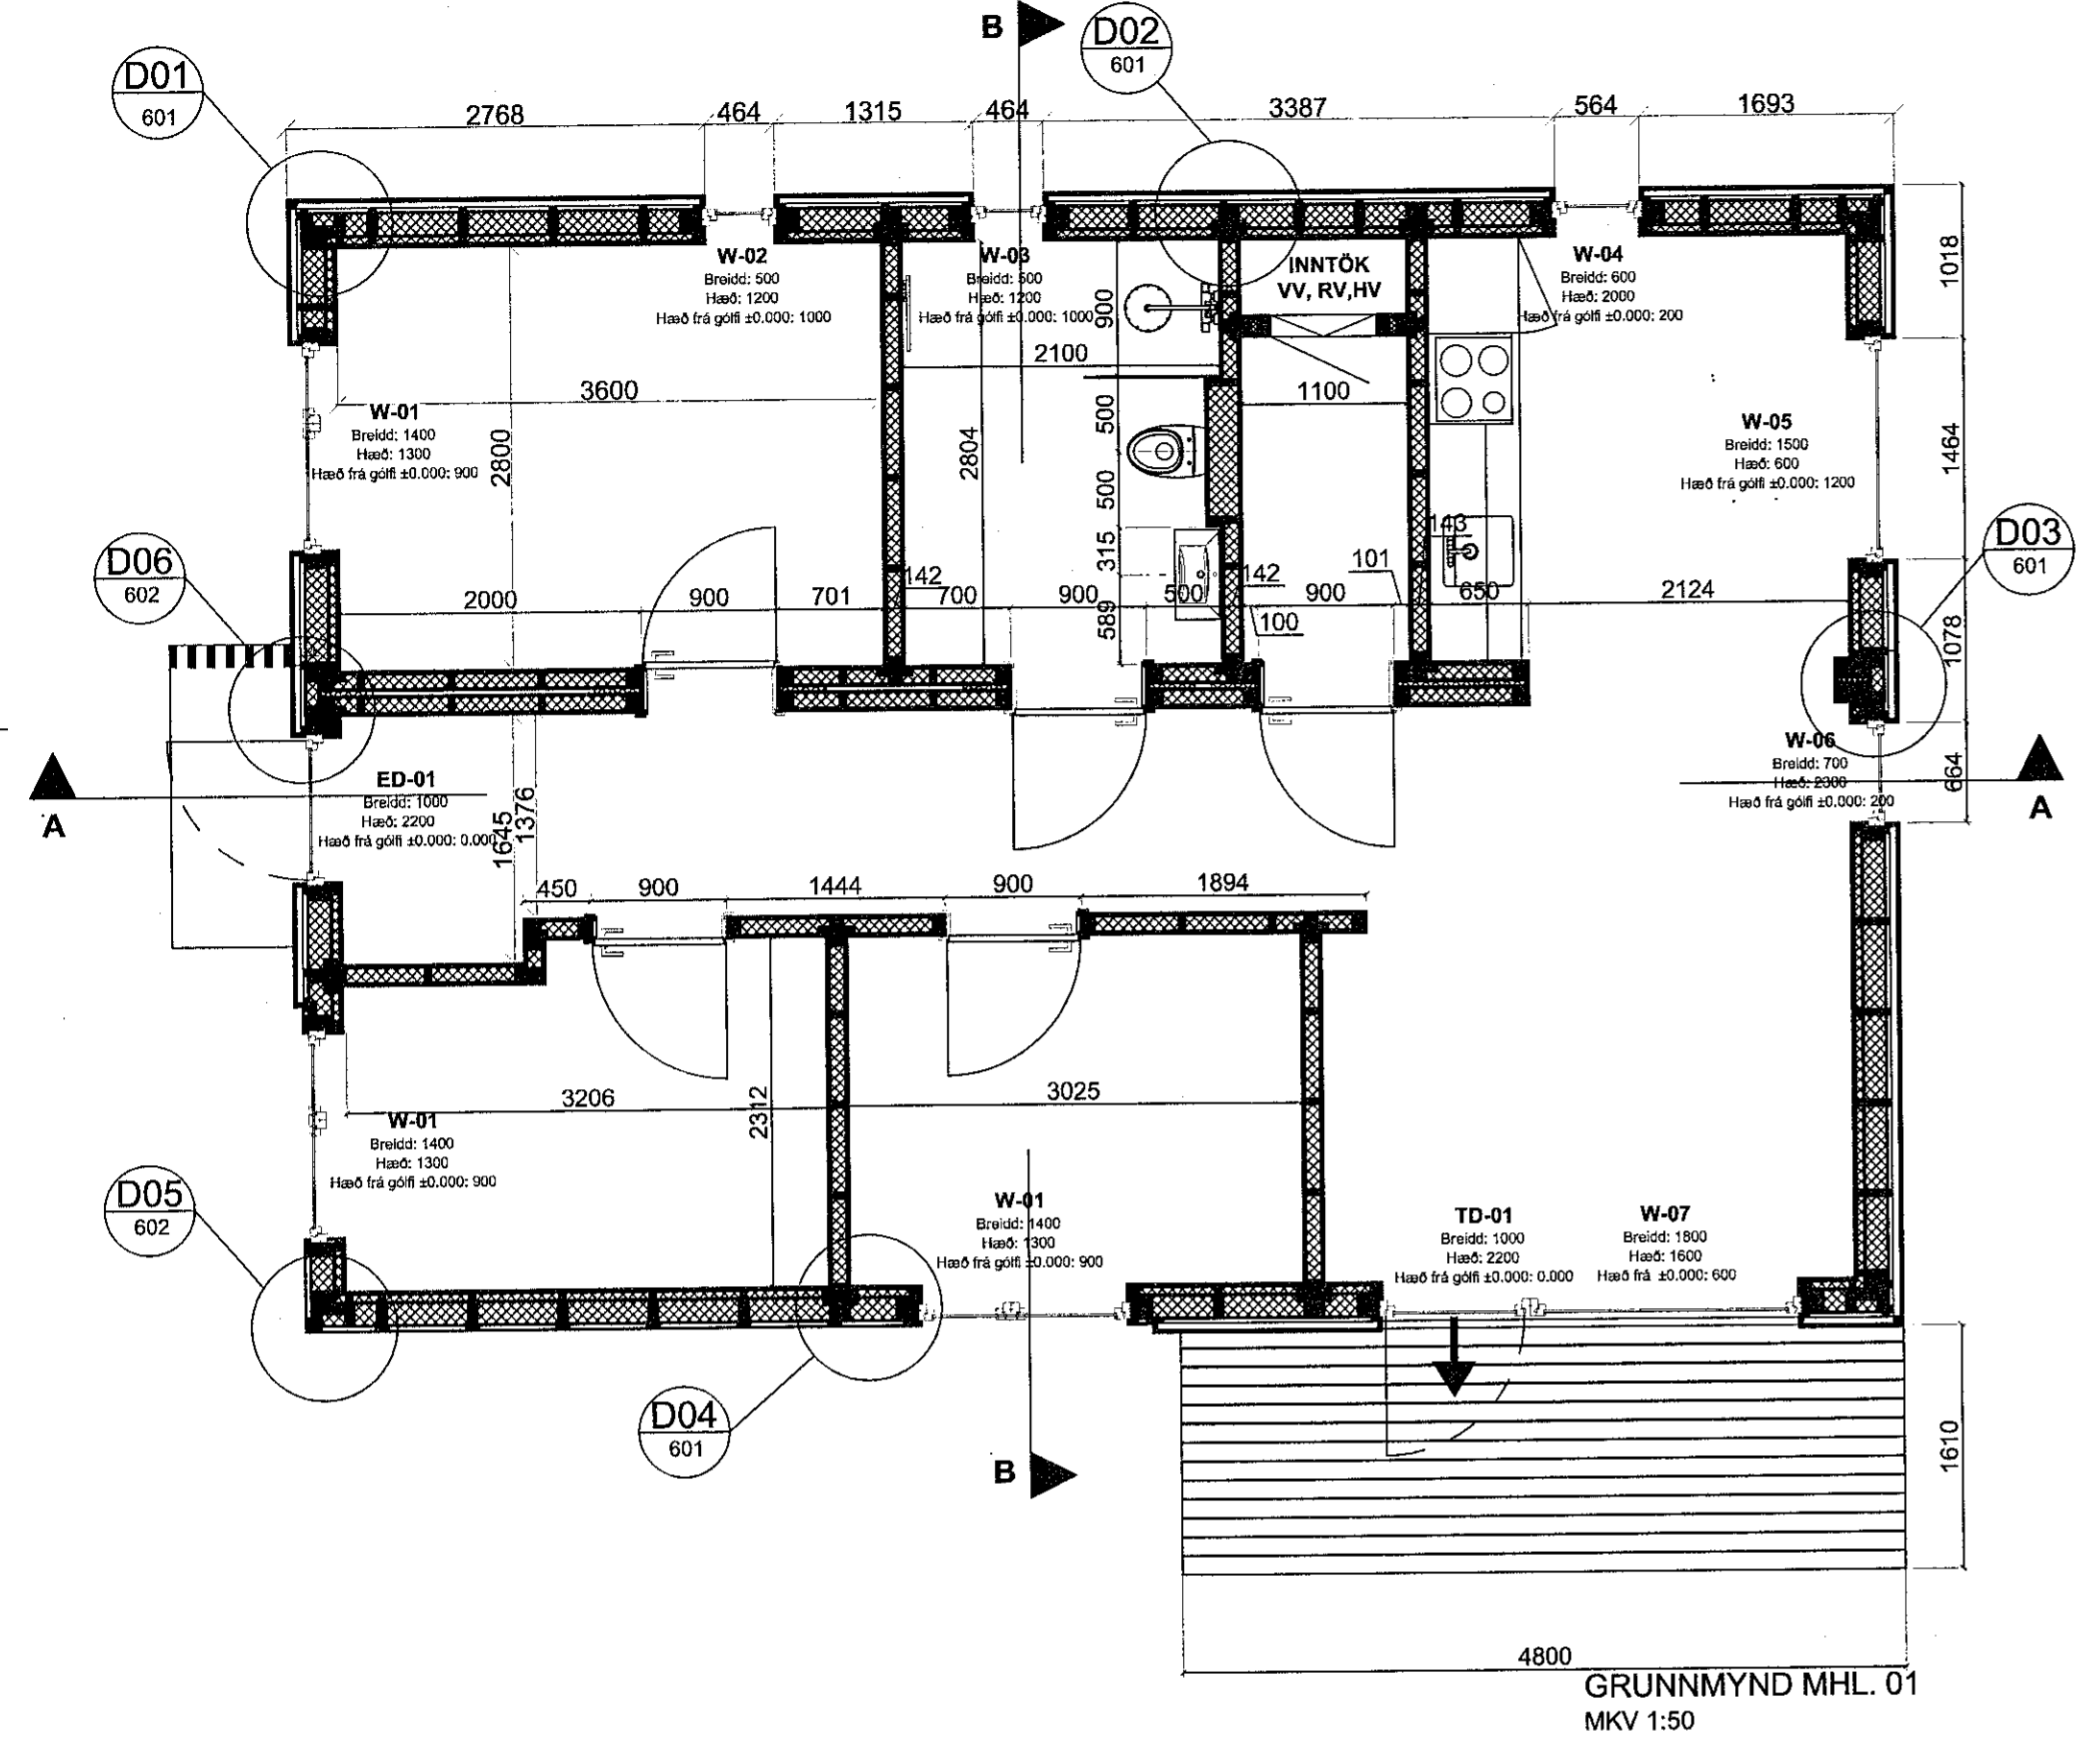 B
D02
601
D01
601
2768
464
1315
464
3387
564
1693
W-02
Breidd: 500
Hæð: 1200
Hæð frá gólfi ±0.000: 1000
W-03
Breidd: 500
Hæð: 1200
Hæð frá gólfi ±0.000: 1000
INNTÖK
VV, RV,HV
W-04
Breidd: 600
Hæð: 2000
Hæð frá gólfi ±0.000: 200
1018
900
2100
3600
1100
W-01
Breidd: 1400
Hæð: 1300
Hæð frá gólfi ±0.000: 900
2800
2804
500
500
W-05
Breidd: 1500
Hæð: 600
Hæð frá gólfi ±0.000: 1200
1464
D03
601
D06
602
143
315
101
142
142
2000
900
701
700
900
500
900
650
2124
589
100
1078
W-06
Breidd: 700
Hæð: 2300
Hæð frá gólfi ±0.000: 200
664
A
A
ED-01
Breidd: 1000
Hæð: 2200
Hæð frá gólfi ±0.000: 0.000
1645
1376
450
900
1444
900
1894
3206
2312
3025
W-01
Breidd: 1400
Hæð: 1300
Hæð frá gólfi ±0.000: 900
D05
602
W-01
Breidd: 1400
Hæð: 1300
Hæð frá gólfi ±0.000: 900
TD-01
Breidd: 1000
Hæð: 2200
Hæð frá gólfi ±0.000: 0.000
W-07
Breidd: 1800
Hæð: 1600
Hæð frá ±0.000: 600
D04
601
B
1610
4800
GRUNNMYND MHL. 01
MKV 1:50